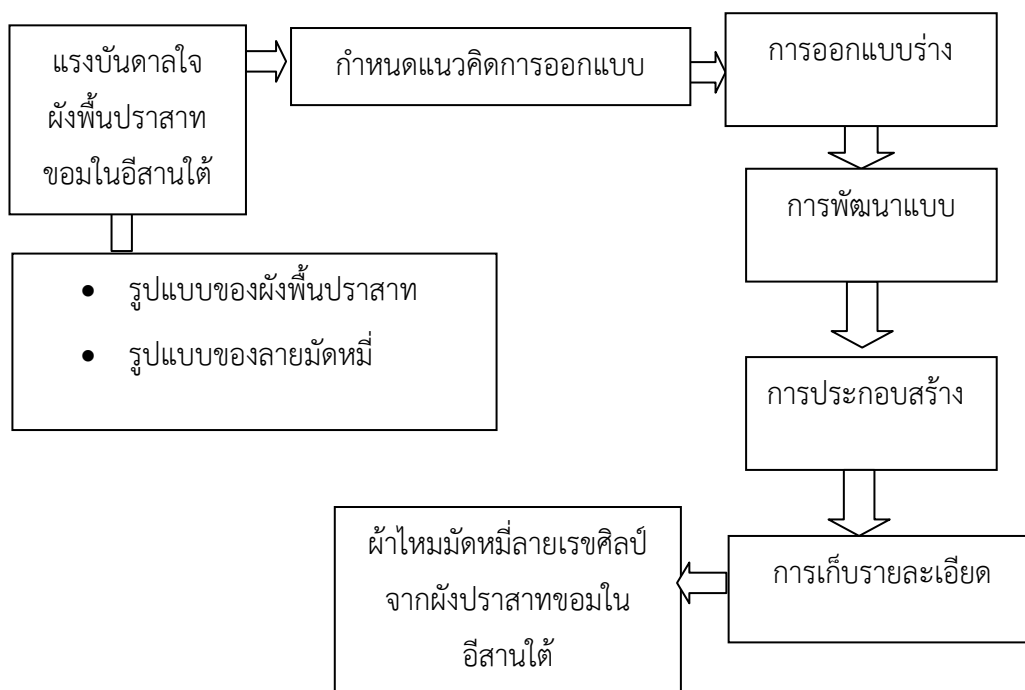 แรงบันดาลใจ
ผังพื้นปราสาท
ขอมในอีสานใต้
กำหนดแนวคิดการออกแบบ
การออกแบบร่าง
การพัฒนาแบบ
• รูปแบบของผังพื้นปราสาท
• รูปแบบของลายมัดหมี่
การประกอบสร้าง
การเก็บรายละเอียด
ผ้าไหมมัดหมี่ลายเรขศิลป์
จากผังปราสาทขอมใน
อีสานใต้